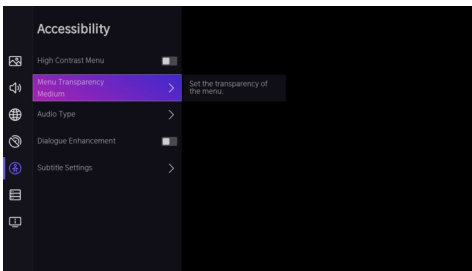 Accessibility
High Contrast Menu
Menu Transparency
Medium
Set the transparency of
the menu.
Audio Type
Dialogue Enhancement
Subtitle Settings